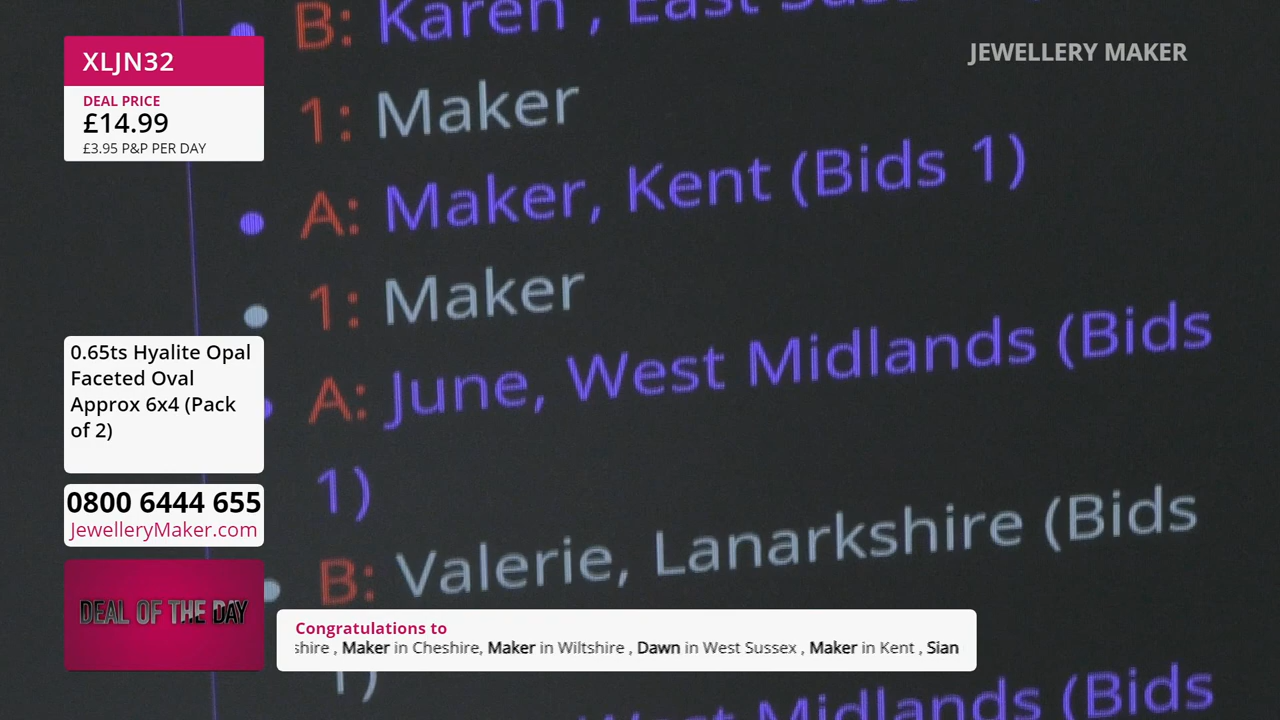 B: Karen , East
XLJN32
JEWELLERY MAKER
DEAL PRICE
£14.99
£3.95 P&P PER DAY
1: Maker
A: Maker, Kent (Bids 1)
1: Maker
0.65ts Hyalite Opal
Faceted Oval
Approx 6x4 (Pack
of 2)
A: June, West Midlands (Bids
1)
0800 6444 655
JewelleryMaker.com
B: Valerie, Lanarkshire (Bids
1)
DEAL OF THE DAY
Congratulations to
shire , Maker in Cheshire, Maker in Wiltshire , Dawn in West Sussex , Maker in Kent , Sian
West Midlands (Bids